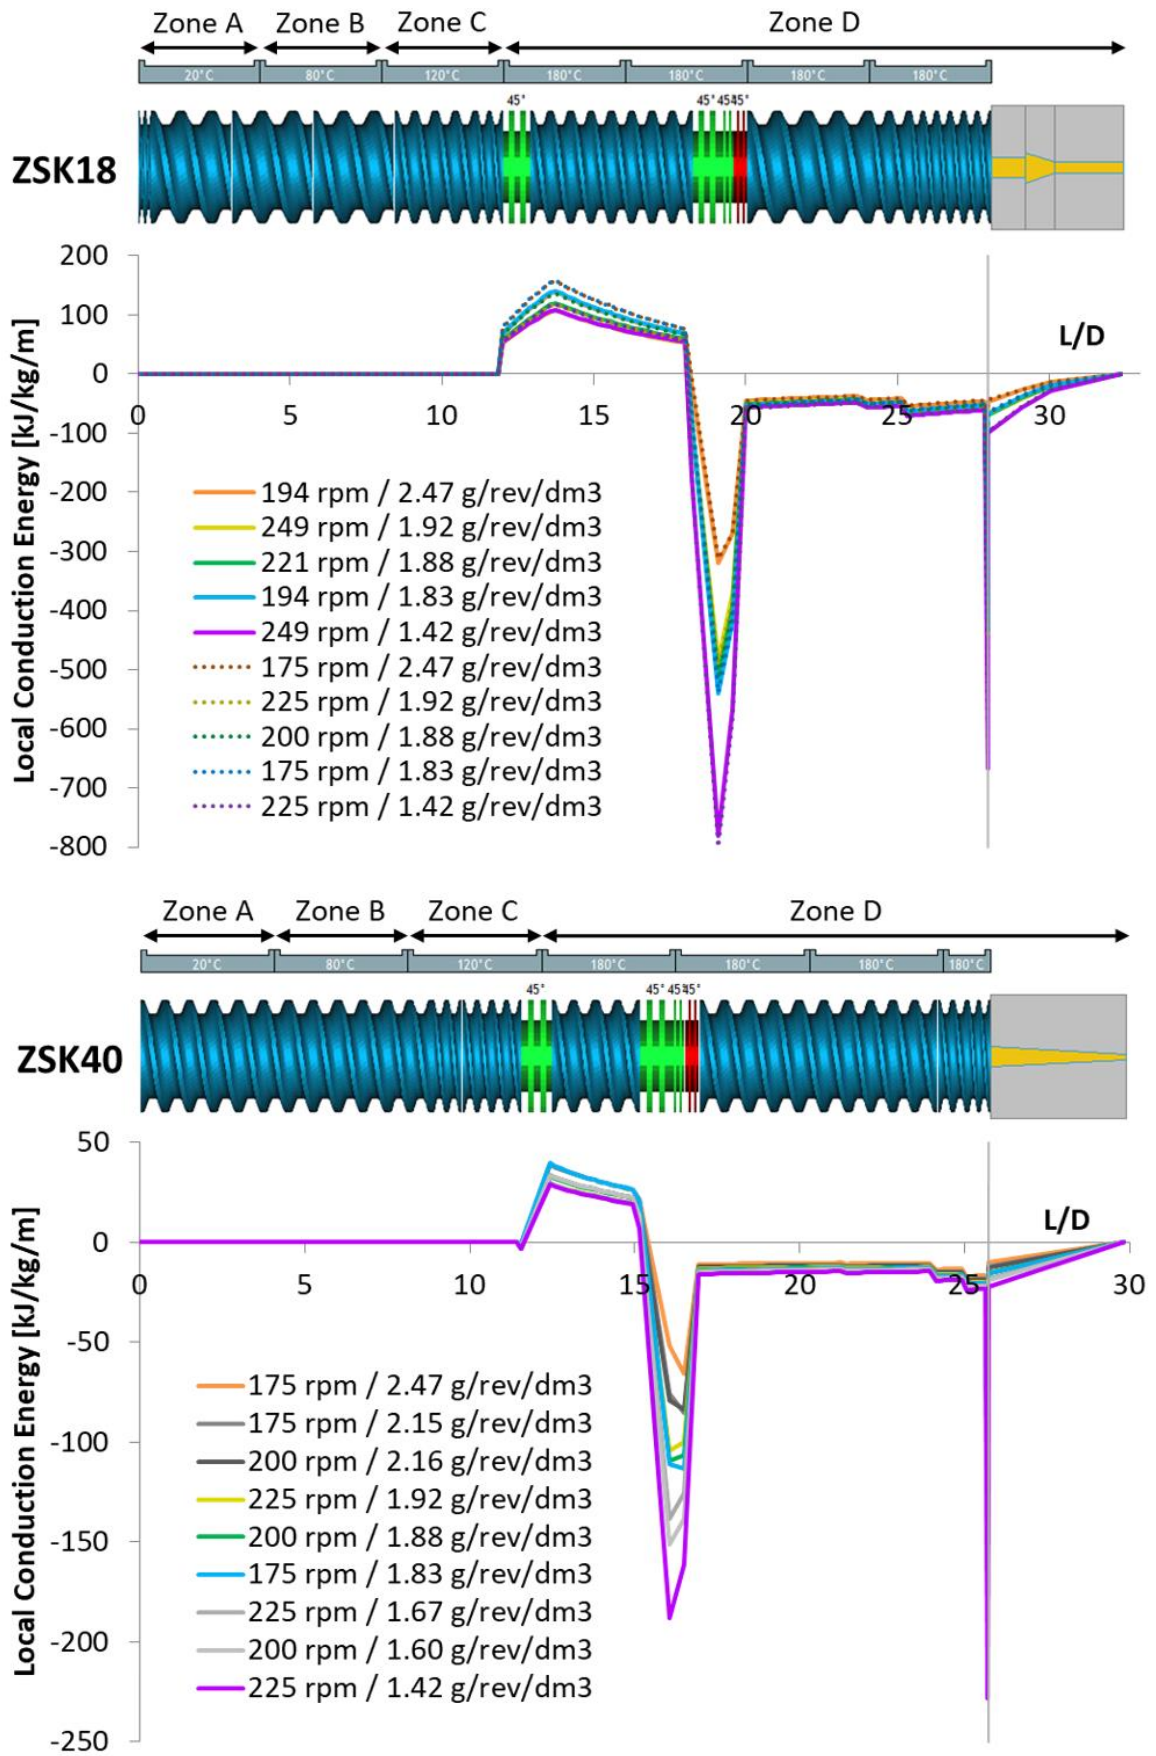 Zone A Zone B Zone C Zone D
20°C 80°C 120°C 180°C 180°C 180°C 180°C
45° 45° 45° 45°
ZSK18
Local Conduction Energy [kJ/kg/m]
200
100
0
-100
-200
-300
-400
-500
-600
-700
-800
L/D
0 5 10 15 20 25 30
194 rpm / 2.47 g/rev/dm3
249 rpm / 1.92 g/rev/dm3
221 rpm / 1.88 g/rev/dm3
194 rpm / 1.83 g/rev/dm3
249 rpm / 1.42 g/rev/dm3
175 rpm / 2.47 g/rev/dm3
225 rpm / 1.92 g/rev/dm3
200 rpm / 1.88 g/rev/dm3
175 rpm / 1.83 g/rev/dm3
225 rpm / 1.42 g/rev/dm3
Zone A Zone B Zone C Zone D
20°C 80°C 120°C 180°C 180°C 180°C 180°C
45° 45° 45° 45°
ZSK40
Local Conduction Energy [kJ/kg/m]
50
0
-50
-100
-150
-200
-250
L/D
0 5 10 15 20 25 30
175 rpm / 2.47 g/rev/dm3
175 rpm / 2.15 g/rev/dm3
200 rpm / 2.16 g/rev/dm3
225 rpm / 1.92 g/rev/dm3
200 rpm / 1.88 g/rev/dm3
175 rpm / 1.83 g/rev/dm3
225 rpm / 1.67 g/rev/dm3
200 rpm / 1.60 g/rev/dm3
225 rpm / 1.42 g/rev/dm3